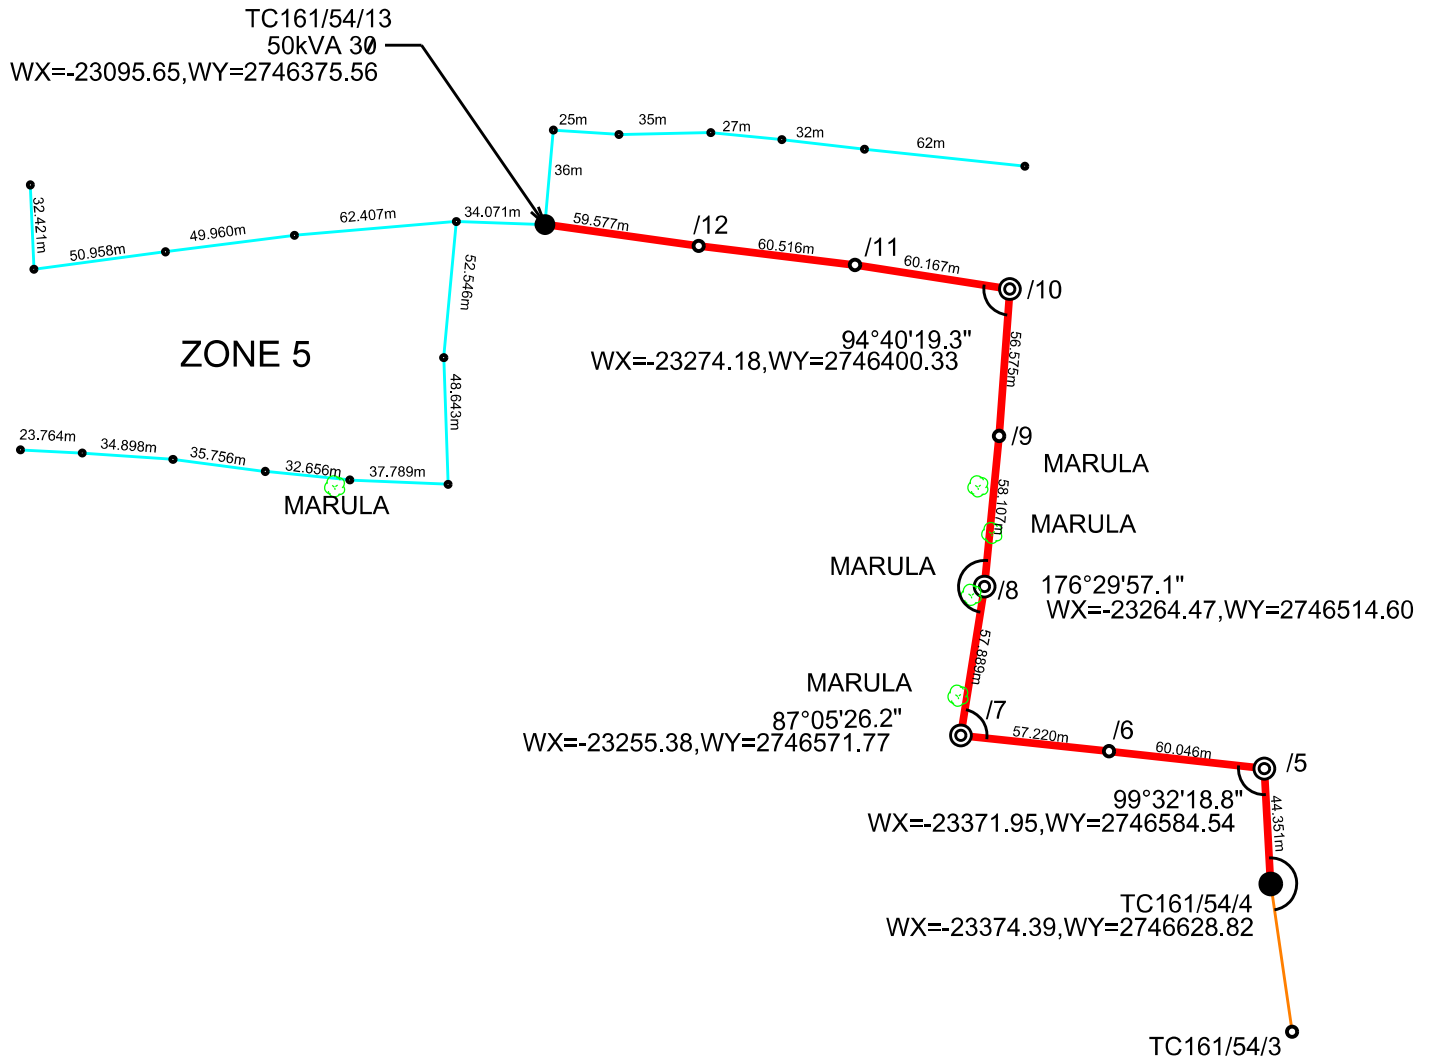 TC161/54/13
50kVA 3Ø
WX=-23095.65,WY=2746375.56
25m
35m
27m
32m
62m
36m
32.421m
50.958m
49.960m
62.407m
34.071m
59.577m
/12
60.516m
/11
60.167m
/10
52.546m
94°40'19.3"
WX=-23274.18,WY=2746400.33
56.575m
ZONE 5
48.643m
23.764m
34.898m
35.756m
32.656m
37.789m
MARULA
/9
MARULA
58.107m
MARULA
MARULA
/8
176°29'57.1"
WX=-23264.47,WY=2746514.60
57.889m
MARULA
/7
87°05'26.2"
WX=-23255.38,WY=2746571.77
57.220m
/6
60.046m
/5
99°32'18.8"
WX=-23371.95,WY=2746584.54
44.351m
TC161/54/4
WX=-23374.39,WY=2746628.82
TC161/54/3